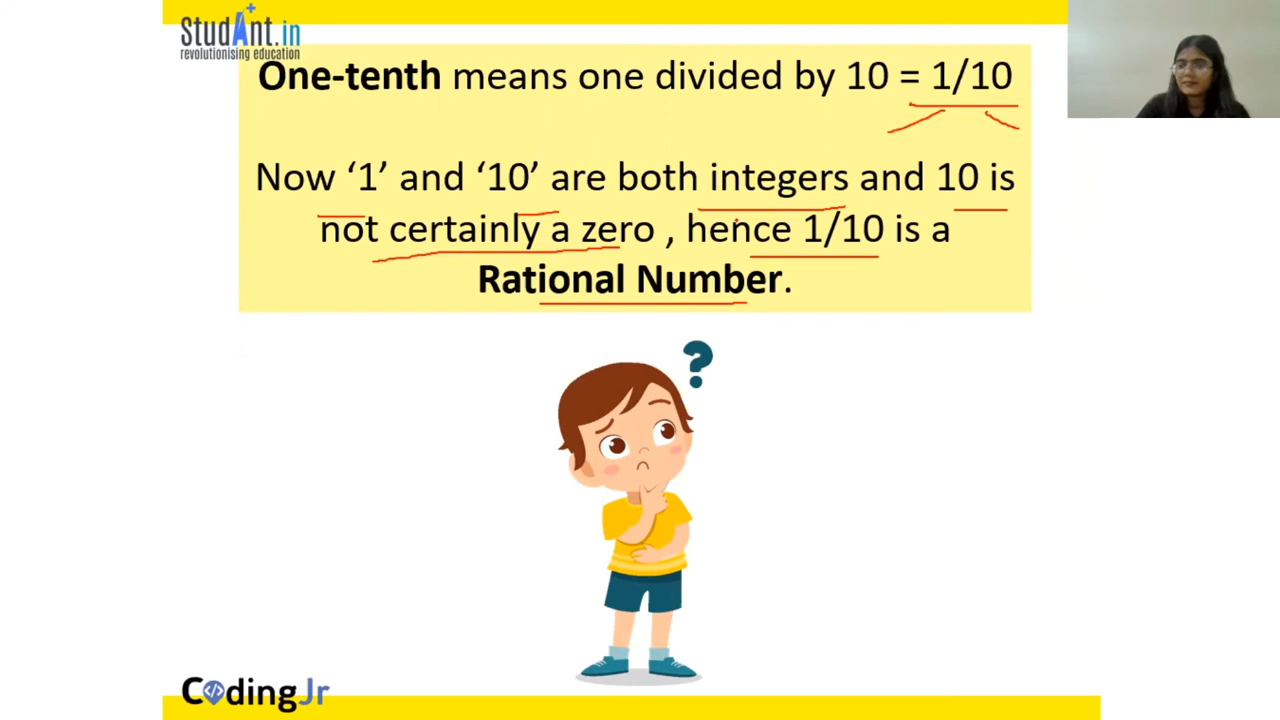 StudAnt.in
revolutionising education
One-tenth means one divided by 10 = 1/10
Now ‘1’ and ‘10’ are both integers and 10 is
not certainly a zero , hence 1/10 is a
Rational Number.
?
CodingJr